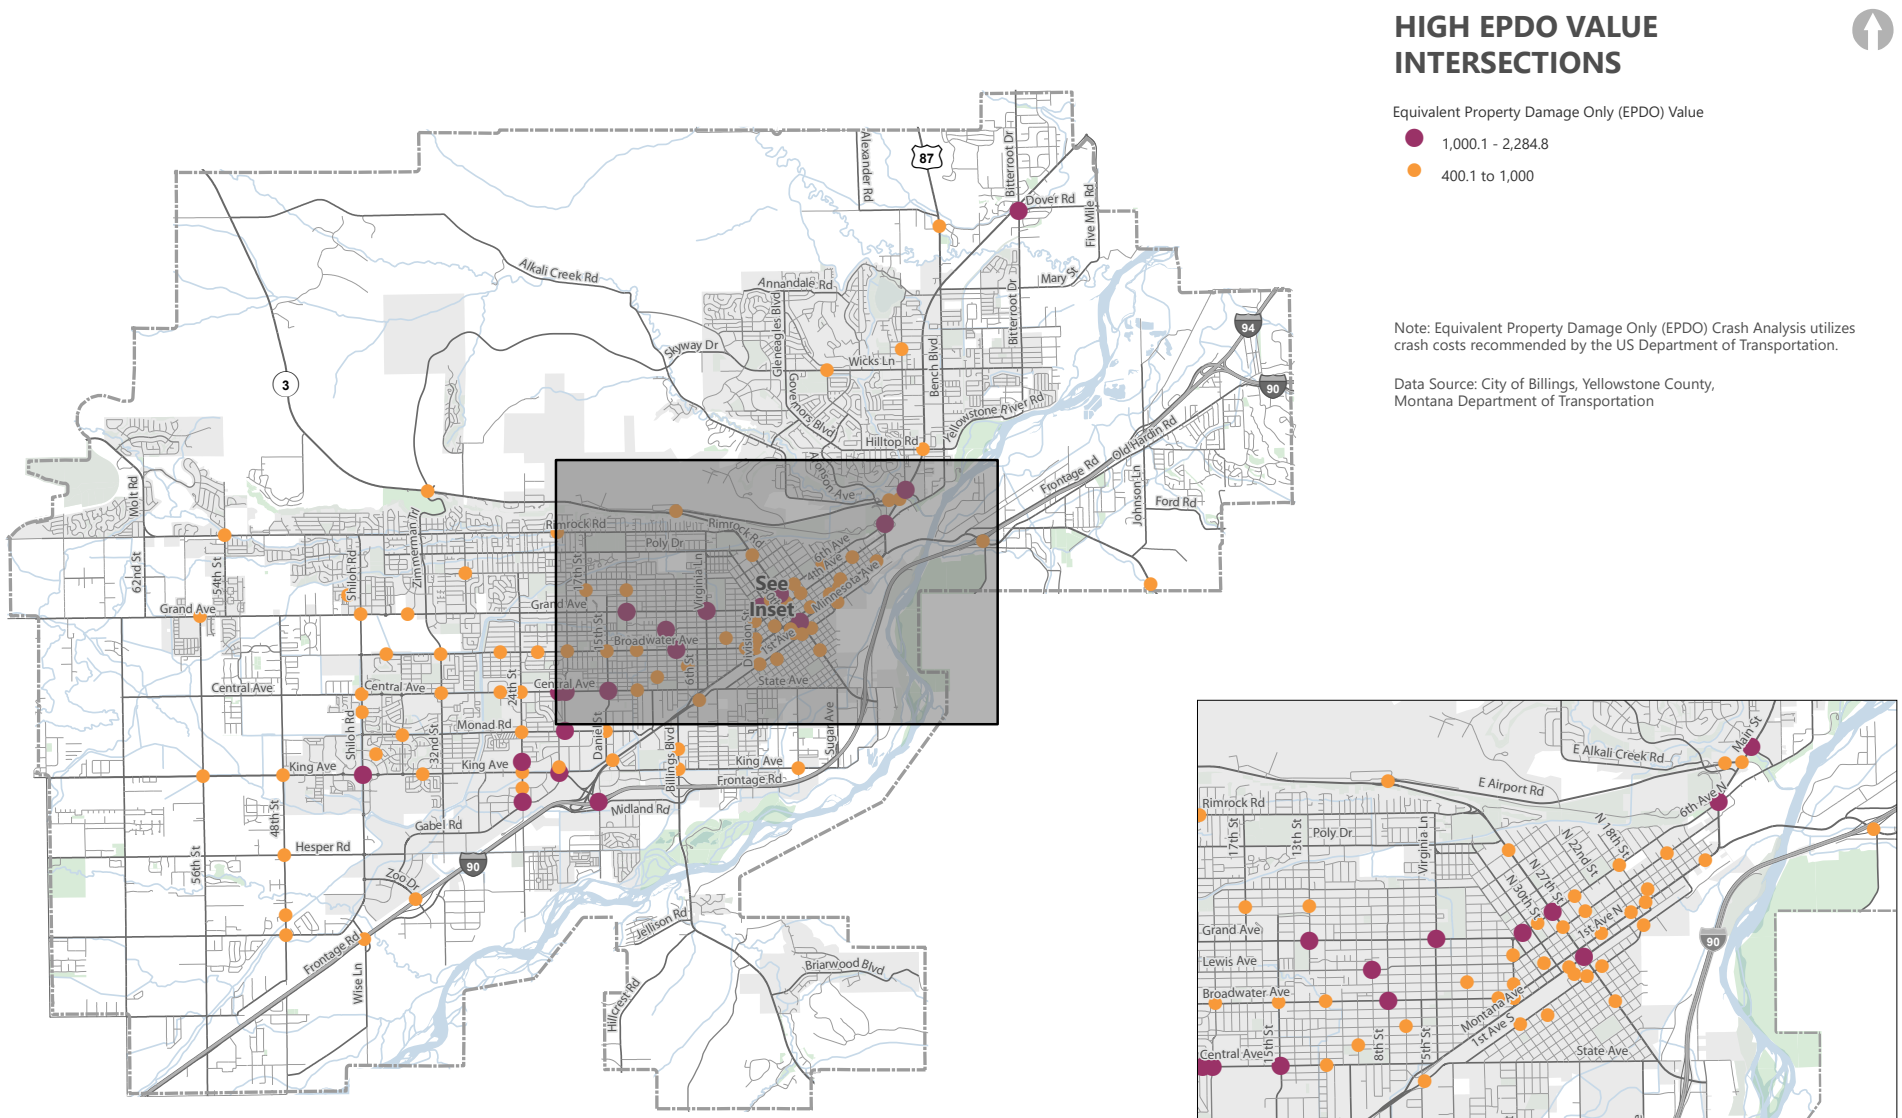 HIGH EPDO VALUE
INTERSECTIONS
Equivalent Property Damage Only (EPDO) Value
1,000.1 - 2,284.8
400.1 to 1,000
Note: Equivalent Property Damage Only (EPDO) Crash Analysis utilizes
crash costs recommended by the US Department of Transportation.
Data Source: City of Billings, Yellowstone County,
Montana Department of Transportation
87
Alexander Rd
Bitterroot Dr
Dover Rd
Five Mile Rd
Alkali Creek Rd
Annandale Rd
Mary St
Gleneagles Blvd
Bitterroot Dr
94
Skyway Dr
Wicks Ln
Bench Blvd
3
90
Governors Blvd
Yellowstone River Rd
Hilltop Rd
Old Hardin Rd
Frontage Rd
Aronson Ave
Johnson Ln
Ford Rd
Molt Rd
Zimmerman Trl
Rimrock Rd
Rimrock Rd
Poly Dr
6th Ave
4th Ave
Minnesota Ave
62nd St
54th St
Shiloh Rd
17th St
Virginia Ln
See
Inset
Grand Ave
Grand Ave
15th St
Broadwater Ave
Division St
1st Ave
6th St
State Ave
Central Ave
Central Ave
24th St
Central Ave
Shiloh Rd
32nd St
Monad Rd
Daniel St
Billings Blvd
Sugar Ave
King Ave
King Ave
King Ave
Frontage Rd
Midland Rd
48th St
Gabel Rd
Hesper Rd
56th St
90
Zoo Dr
Frontage Rd
Wise Ln
Jellison Rd
Hillcrest Rd
Briarwood Blvd
Main St
E Alkali Creek Rd
E Airport Rd
6th Ave N
Rimrock Rd
17th St
13th St
Poly Dr
Virginia Ln
N 18th St
N 22nd St
N 27th St
N 30th St
1st Ave N
Grand Ave
Lewis Ave
Broadwater Ave
90
Montana Ave
1st Ave S
15th St
8th St
5th St
Central Ave
State Ave